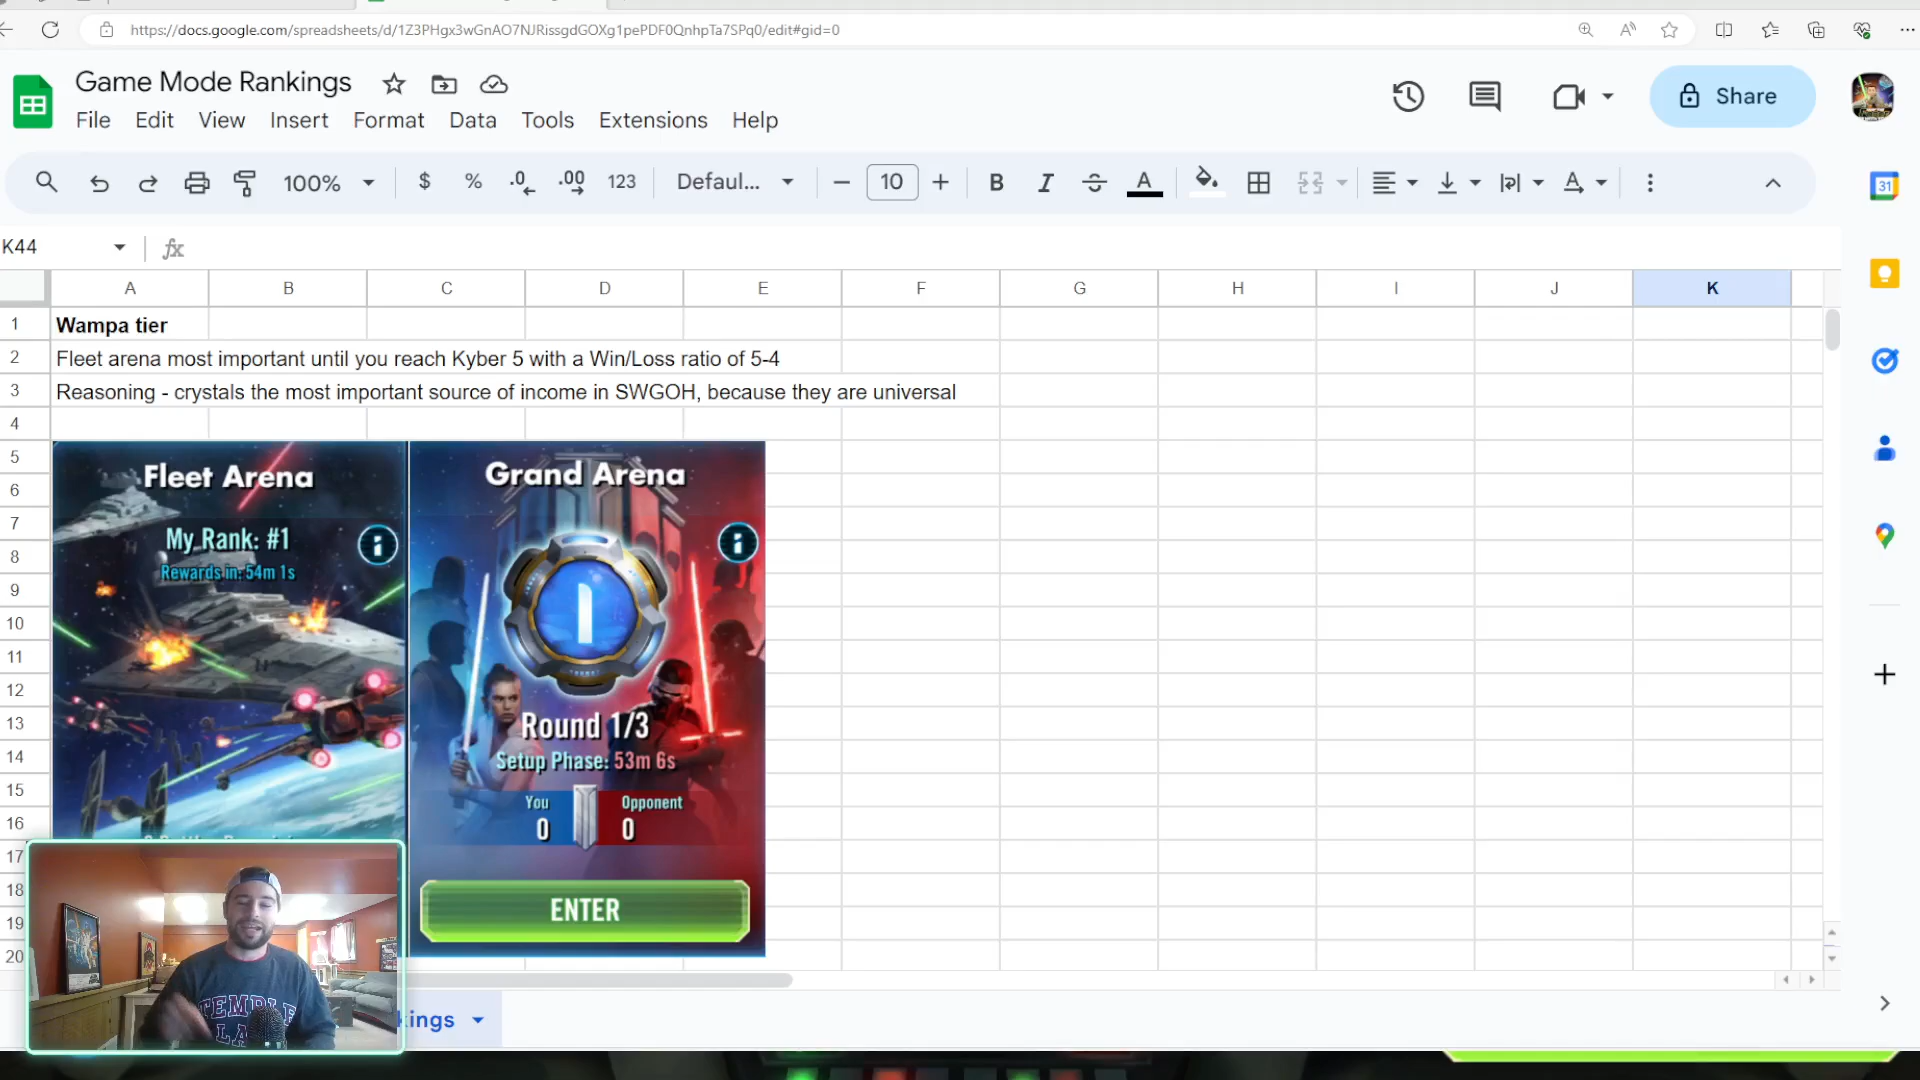 https://docs.google.com/spreadsheets/d/1Z3PHgx3wGnAO7NJRissgdGOXg1pePDF0QnhpTa7SPq0/edit#gid=0
Game Mode Rankings
File Edit View Insert Format Data Tools Extensions Help
Share
100% $ % .0 .00 123 Defaul... 10 B I S A
31
K44 fx
A B C D E F G H I J K
1 Wampa tier
2 Fleet arena most important until you reach Kyber 5 with a Win/Loss ratio of 5-4
3 Reasoning - crystals the most important source of income in SWGOH, because they are universal
4
5
6
7
8
9
10
11
12
13
14
15
16
17
18
19
20
Fleet Arena
My Rank: #1
Rewards in: 54m 1s
Grand Arena
Round 1/3
Setup Phase: 53m 6s
You Opponent
0 0
ENTER
TEMPLE
LA
kings